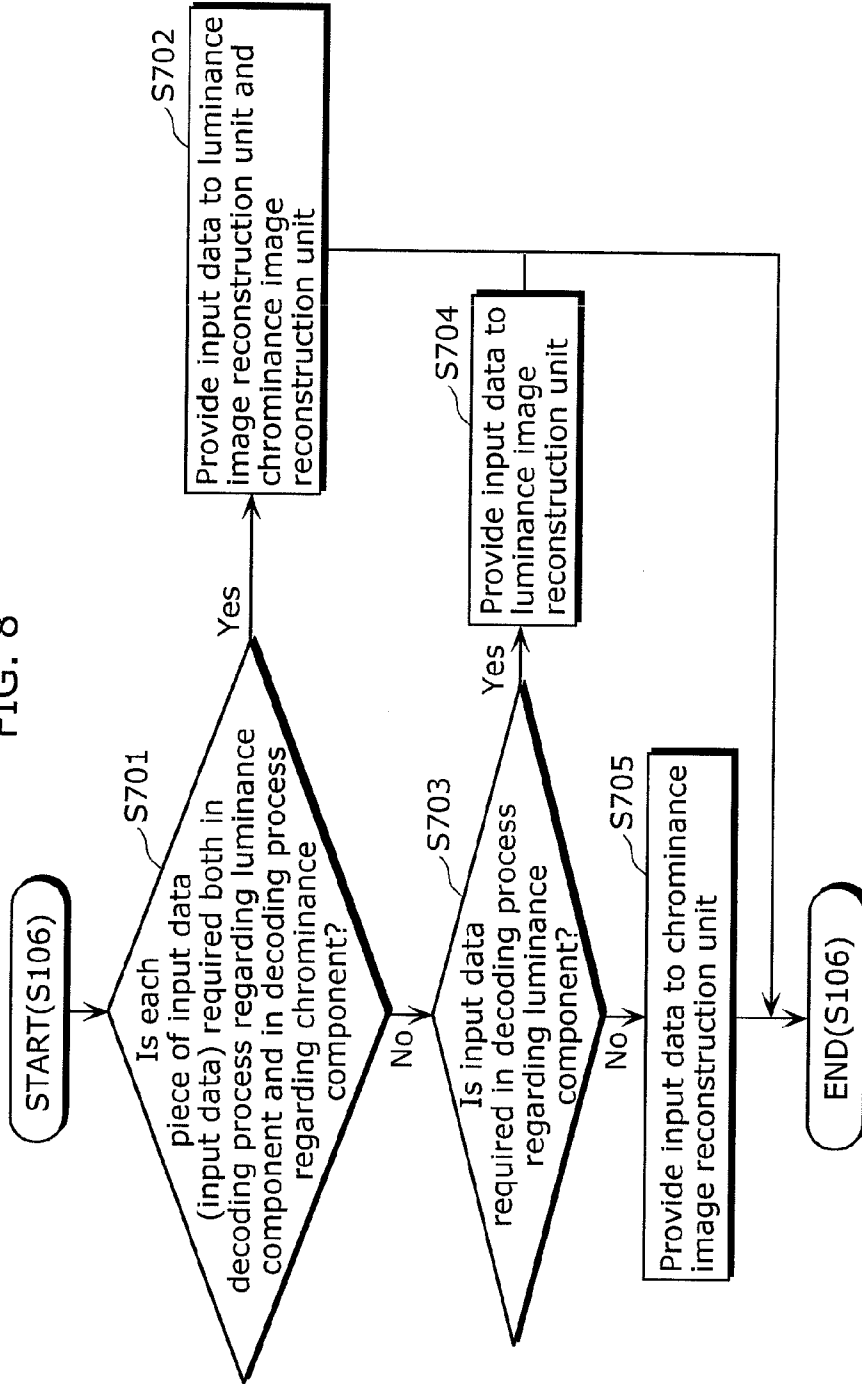 FIG. 8
START(S106)
S701
Is each
piece of input data
(input data) required both in
decoding process regarding luminance
component and in decoding process
regarding chrominance
component?
Yes
S702
Provide input data to luminance
image reconstruction unit and
chrominance image
reconstruction unit
No
S703
Is input data
required in decoding process
regarding luminance
component?
Yes
S704
Provide input data to
luminance image
reconstruction unit
No
S705
Provide input data to chrominance
image reconstruction unit
END(S106)